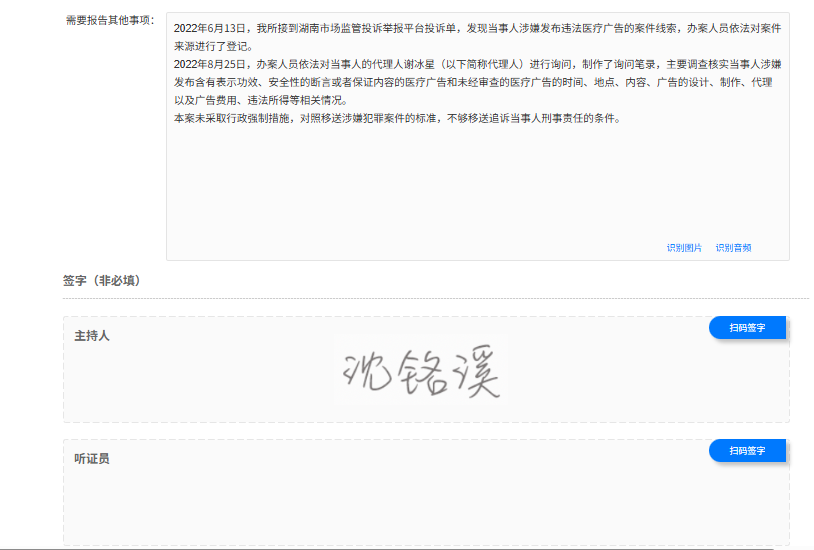 需要报告其他事项：
2022年6月13日，我所接到湖南市场监管投诉举报平台投诉单，发现当事人涉嫌发布违法医疗广告的案件线索，办案人员依法对案件
来源进行了登记。
2022年8月25日，办案人员依法对当事人的代理人谢冰星（以下简称代理人）进行询问，制作了询问笔录，主要调查核实当事人涉嫌
发布含有表示功效、安全性的断言或者保证内容的医疗广告和未经审查的医疗广告的时间、地点、内容、广告的设计、制作、代理
以及广告费用、违法所得等相关情况。
本案未采取行政强制措施，对照移送涉嫌犯罪案件的标准，不够移送追诉当事人刑事责任的条件。
识别图片 识别音频
签字（非必填）
扫码签字
主持人
沈铭溪
扫码签字
听证员